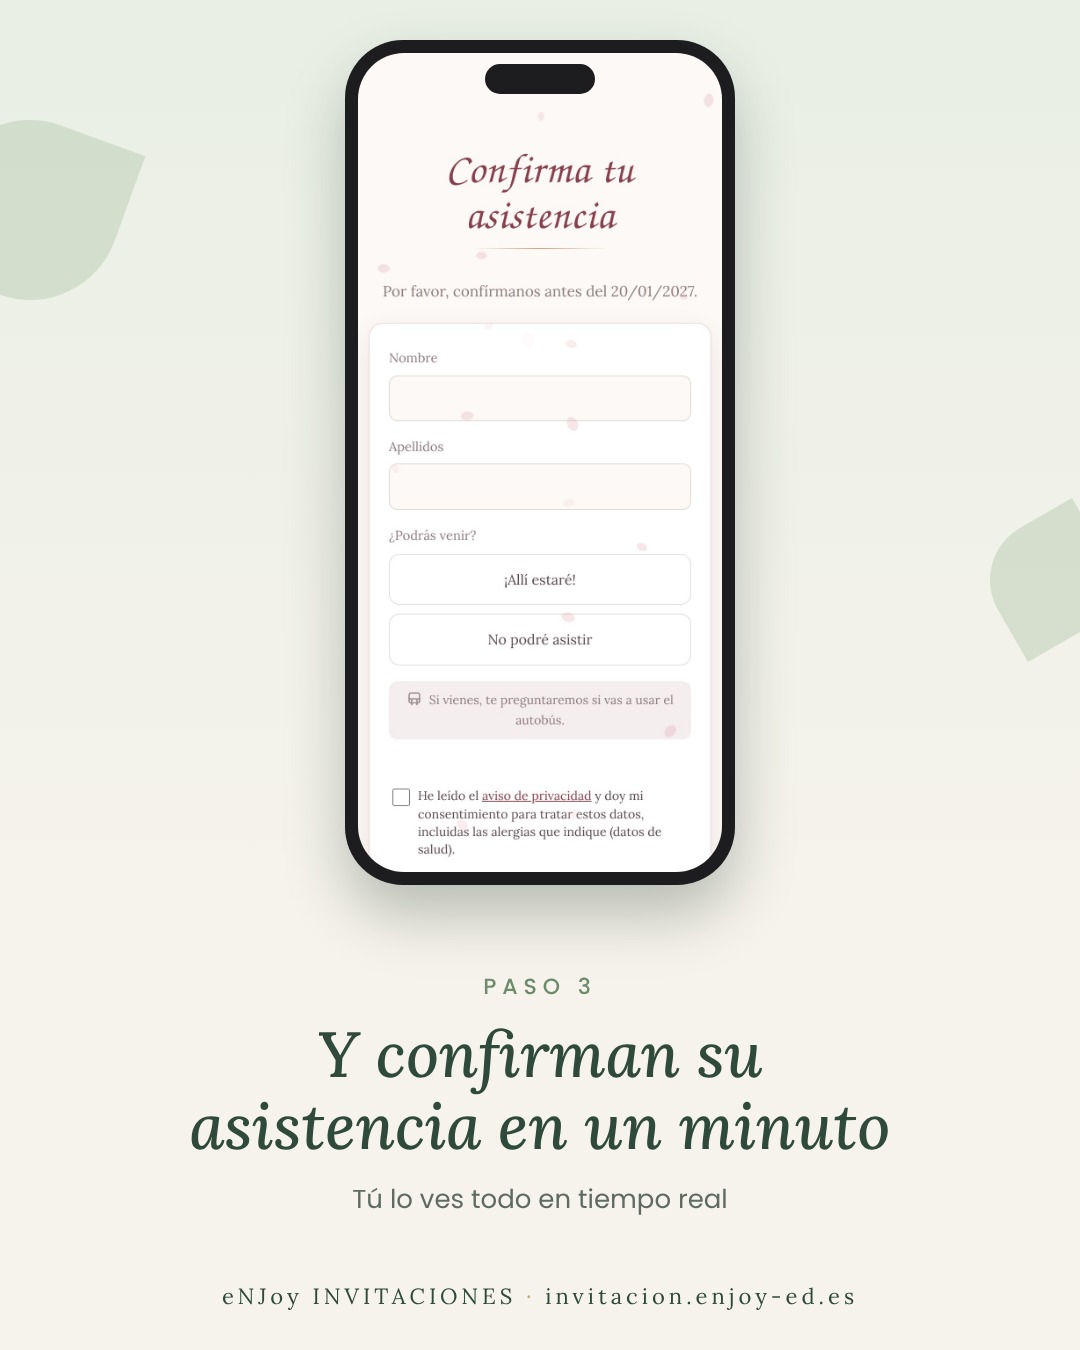 Confirma tu
asistencia
Por favor, confírmanos antes del 20/01/2027.
Nombre
Apellidos
¿Podrás venir?
¡Allí estaré!
No podré asistir
Si vienes, te preguntaremos si vas a usar el
autobús.
He leído el aviso de privacidad y doy mi
consentimiento para tratar estos datos,
incluidas las alergias que indique (datos de
salud).
PASO 3
Y confirman su
asistencia en un minuto
Tú lo ves todo en tiempo real
eNJoy INVITACIONES · invitacion.enjoy-ed.es